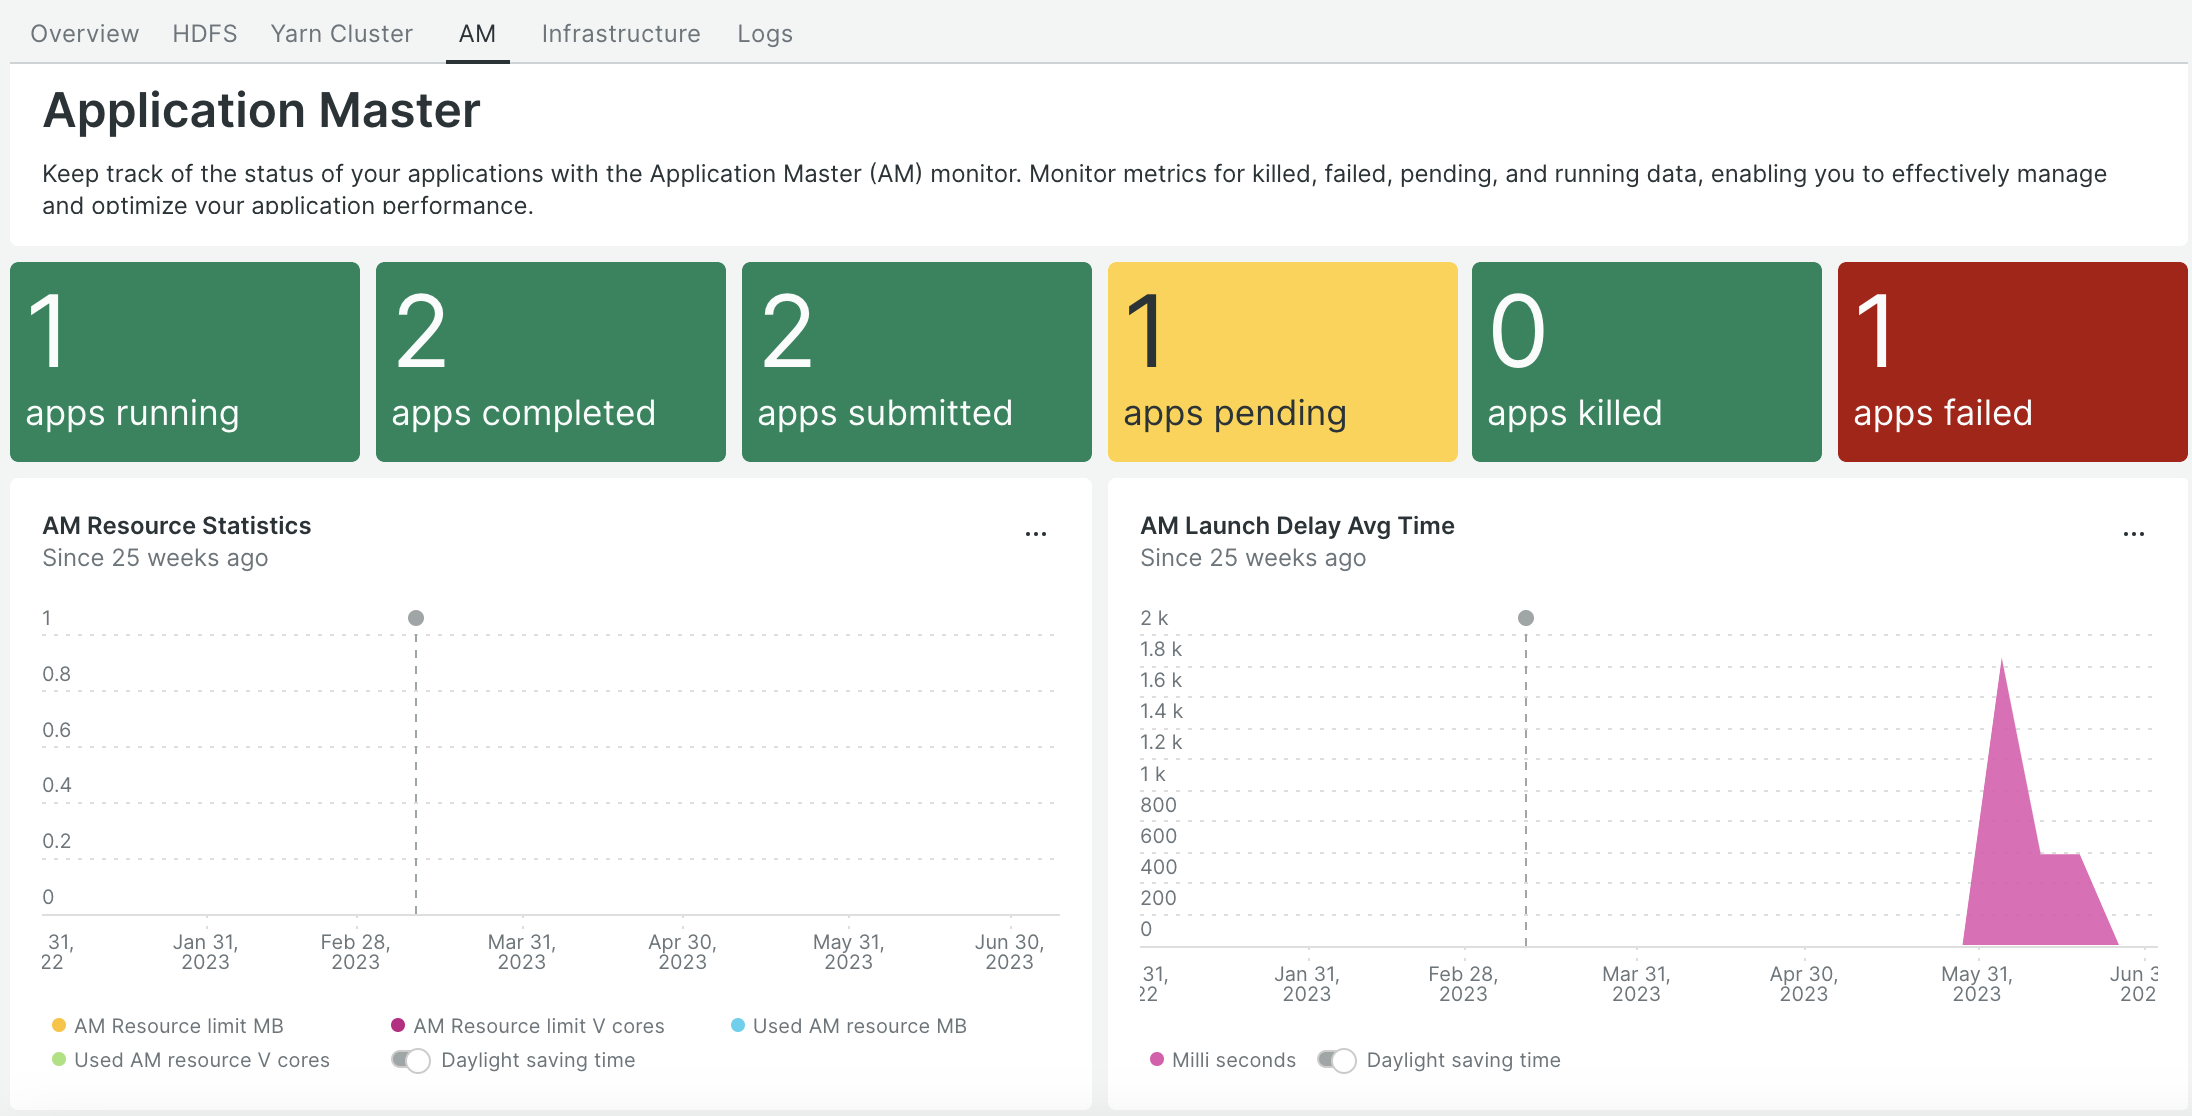 Overview HDFS Yarn Cluster AM Infrastructure Logs
Application Master
Keep track of the status of your applications with the Application Master (AM) monitor. Monitor metrics for killed, failed, pending, and running data, enabling you to effectively manage
and optimize your application performance.
1
apps running
2
apps completed
2
apps submitted
1
apps pending
0
apps killed
1
apps failed
AM Resource Statistics
Since 25 weeks ago
...
1
0.8
0.6
0.4
0.2
0
31, Jan 31, Feb 28, Mar 31, Apr 30, May 31, Jun 30,
22 2023 2023 2023 2023 2023 2023
AM Resource limit MB AM Resource limit V cores Used AM resource MB
Used AM resource V cores Daylight saving time
AM Launch Delay Avg Time
Since 25 weeks ago
...
2 k
1.8 k
1.6 k
1.4 k
1.2 k
1 k
800
600
400
200
0
31, Jan 31, Feb 28, Mar 31, Apr 30, May 31, Jun 3
22 2023 2023 2023 2023 2023 202
Milli seconds Daylight saving time